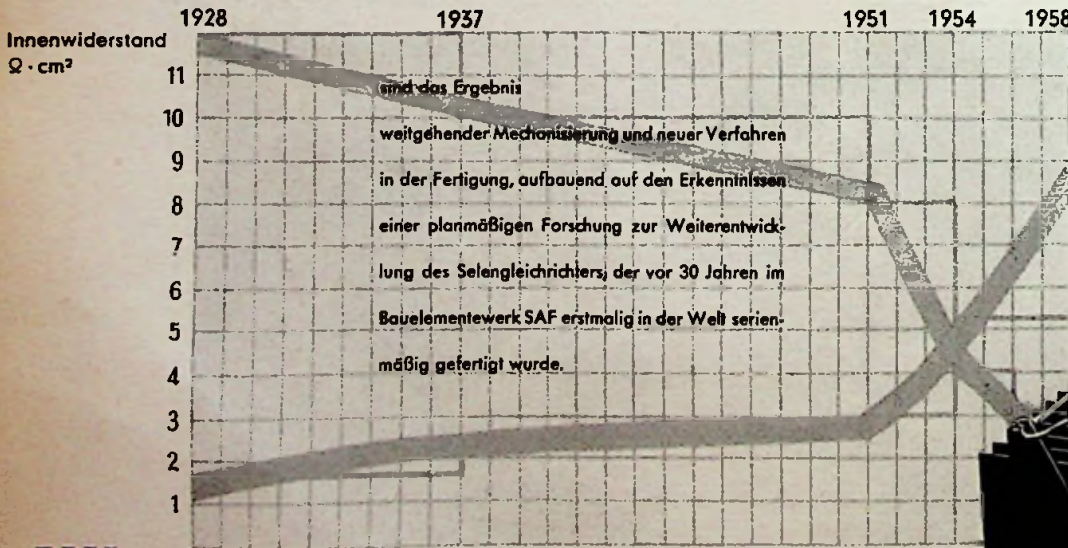 1928 1937 1951 1954 1958
Innenwiderstand
Ω · cm²
11
10
9
8
7
6
5
4
3
2
1
sind das Ergebnis
weitgehender Mechanisierung und neuer Verfahren
in der Fertigung, aufbauend auf den Erkenntnissen
einer planmäßigen Forschung zur Weiterentwick-
lung des Selengleichrichters, der vor 30 Jahren im
Bauelementewerk SAF erstmalig in der Welt serien-
mäßig gefertigt wurde.